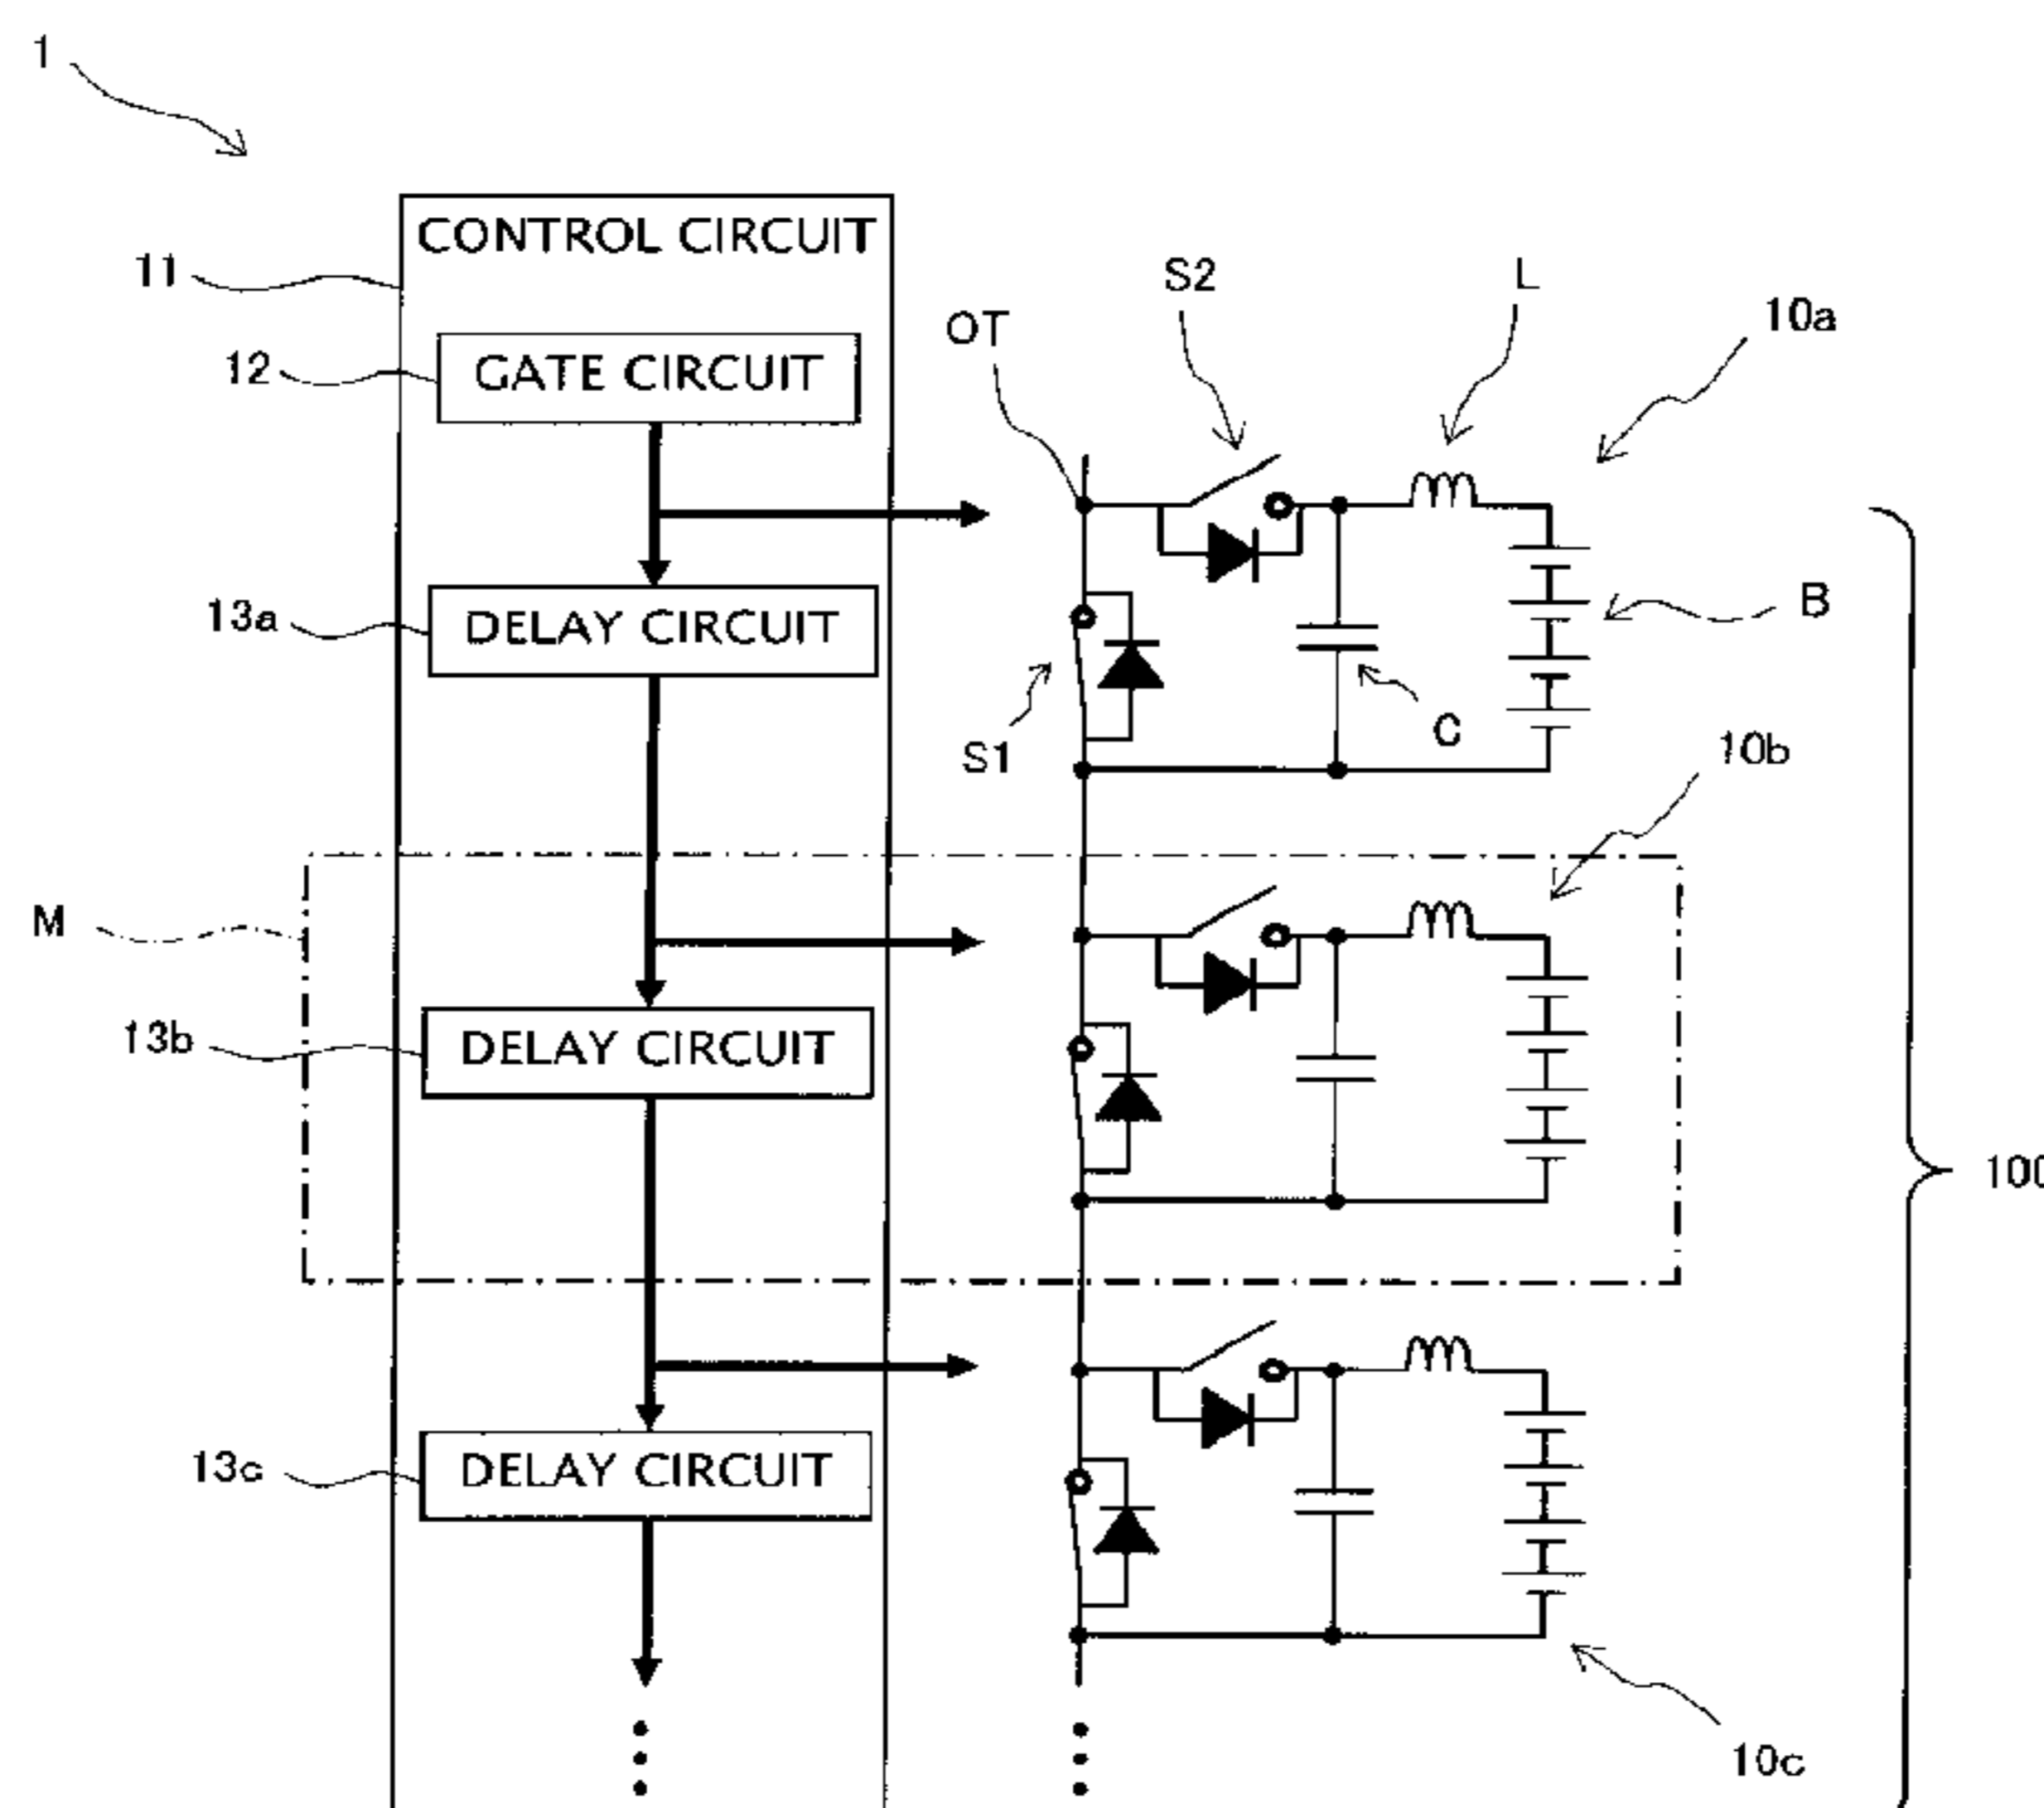 1
CONTROL CIRCUIT
11
S2
L
10a
OT
12
GATE CIRCUIT
13a
DELAY CIRCUIT
B
S1
C
10b
M
13b
DELAY CIRCUIT
100
13c
DELAY CIRCUIT
10c